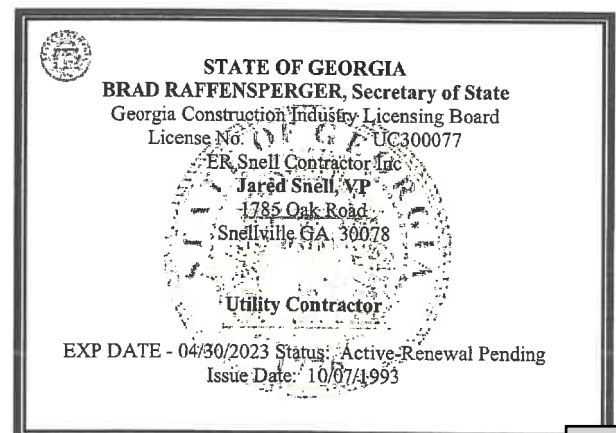 STATE OF GEORGIA
BRAD RAFFENSPERGER, Secretary of State
Georgia Construction Industry Licensing Board
License No. UC300077
ER Snell Contractor Inc
Jared Snell, VP
1785 Oak Road
Snellville GA 30078
Utility Contractor
EXP DATE - 04/30/2023 Status: Active-Renewal Pending
Issue Date: 10/07/1993